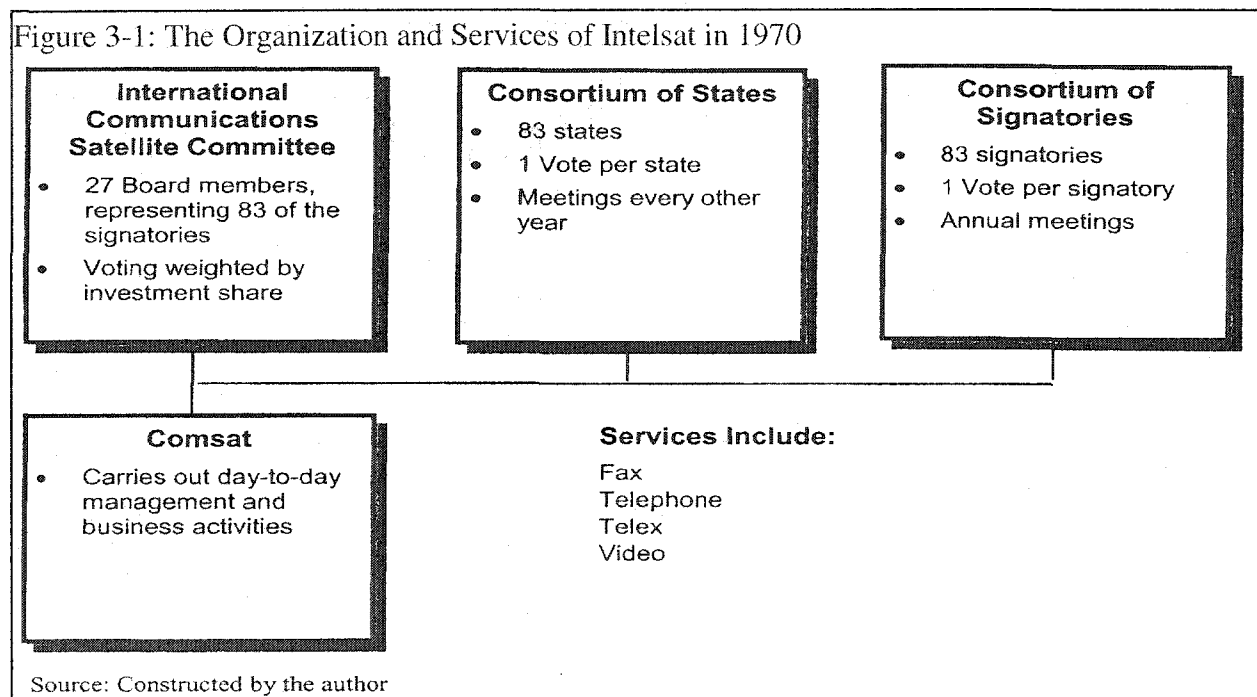 Figure 3-1: The Organization and Services of Intelsat in 1970
International
Communications
Satellite Committee
• 27 Board members,
representing 83 of the
signatories
• Voting weighted by
investment share
Consortium of States
• 83 states
• 1 Vote per state
• Meetings every other
year
Consortium of
Signatories
• 83 signatories
• 1 Vote per signatory
• Annual meetings
Comsat
• Carries out day-to-day
management and
business activities
Services Include:
Fax
Telephone
Telex
Video
Source: Constructed by the author